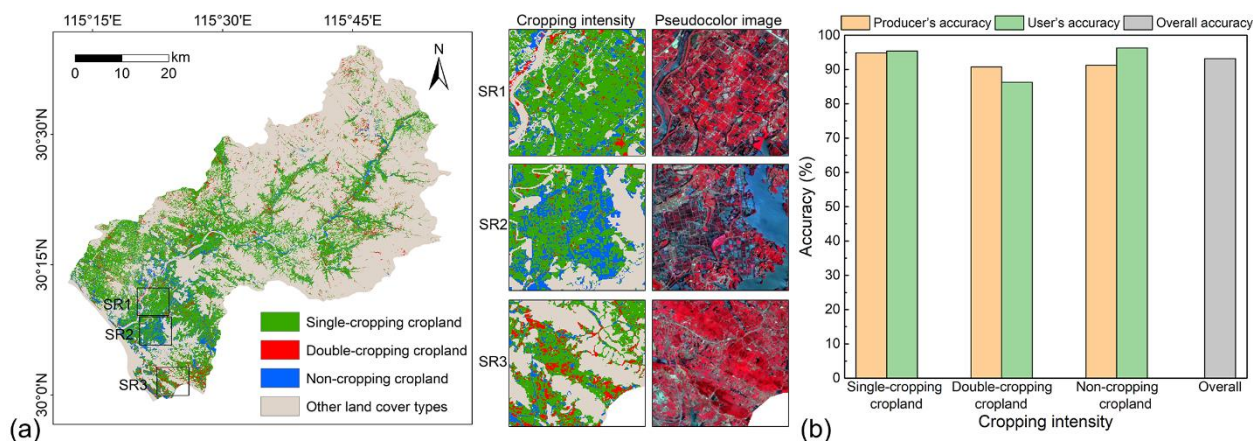 115°15'E 115°30'E 115°45'E
0 10 20 km
N
30°30'N
30°15'N
30°0'N
SR1
SR2
SR3
Single-cropping cropland
Double-cropping cropland
Non-cropping cropland
Other land cover types
(a)
Cropping intensity Pseudocolor image
SR1
SR2
SR3
Producer's accuracy User's accuracy Overall accuracy
100
90
80
70
60
50
40
30
20
10
0
Accuracy (%)
Single-cropping cropland
Double-cropping cropland
Non-cropping cropland
Overall
Cropping intensity
(b)